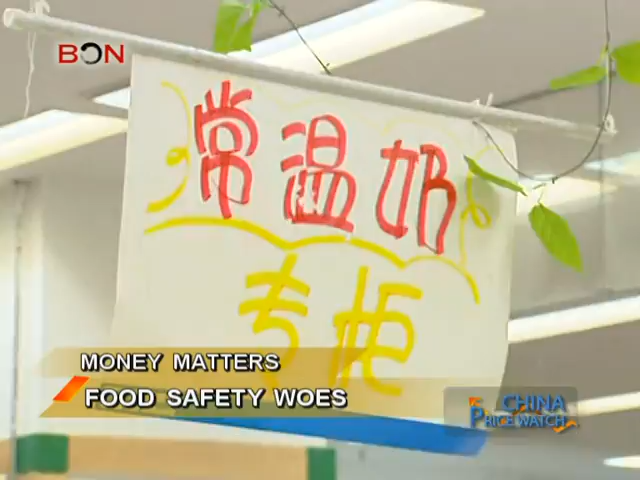 BON
常温奶
专柜
MONEY MATTERS
FOOD SAFETY WOES
CHINA
PRICE WATCH